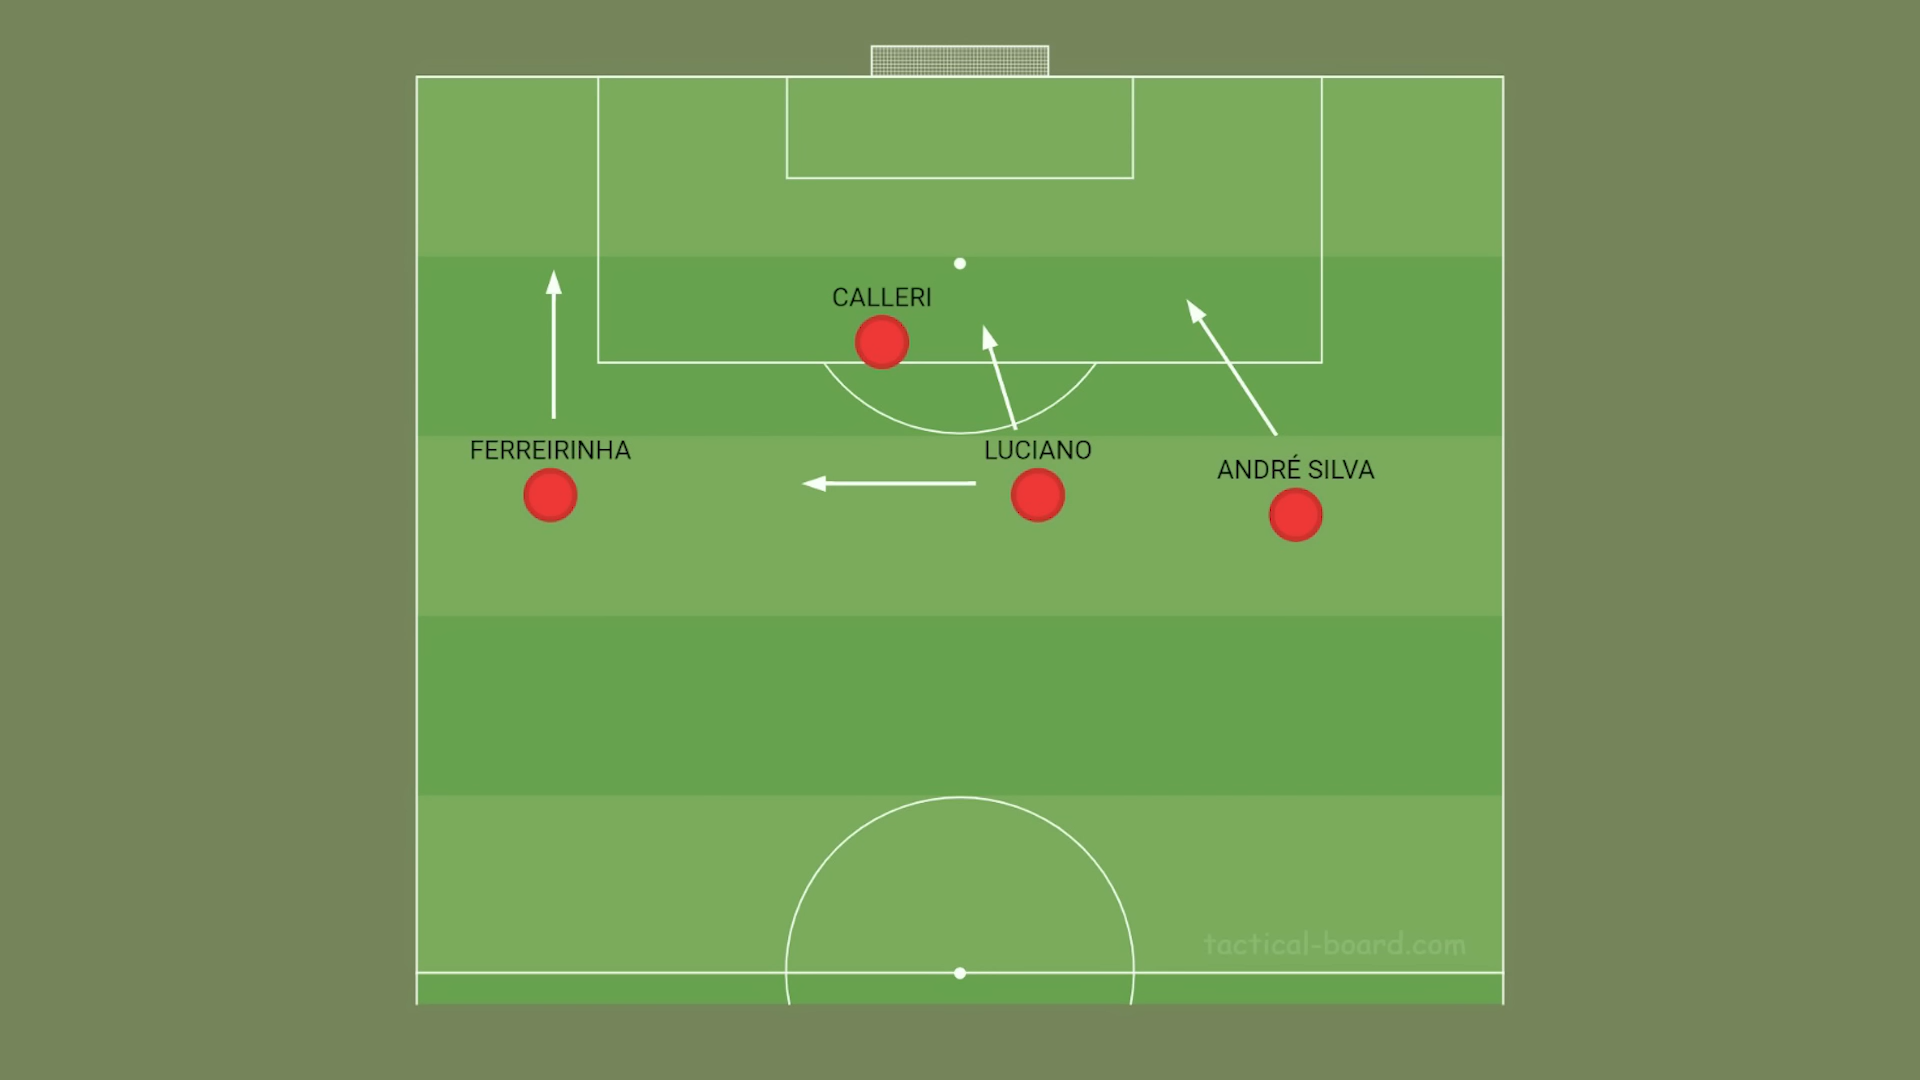 CALLERI
FERREIRINHA
LUCIANO
ANDRÉ SILVA
tactical-board.com